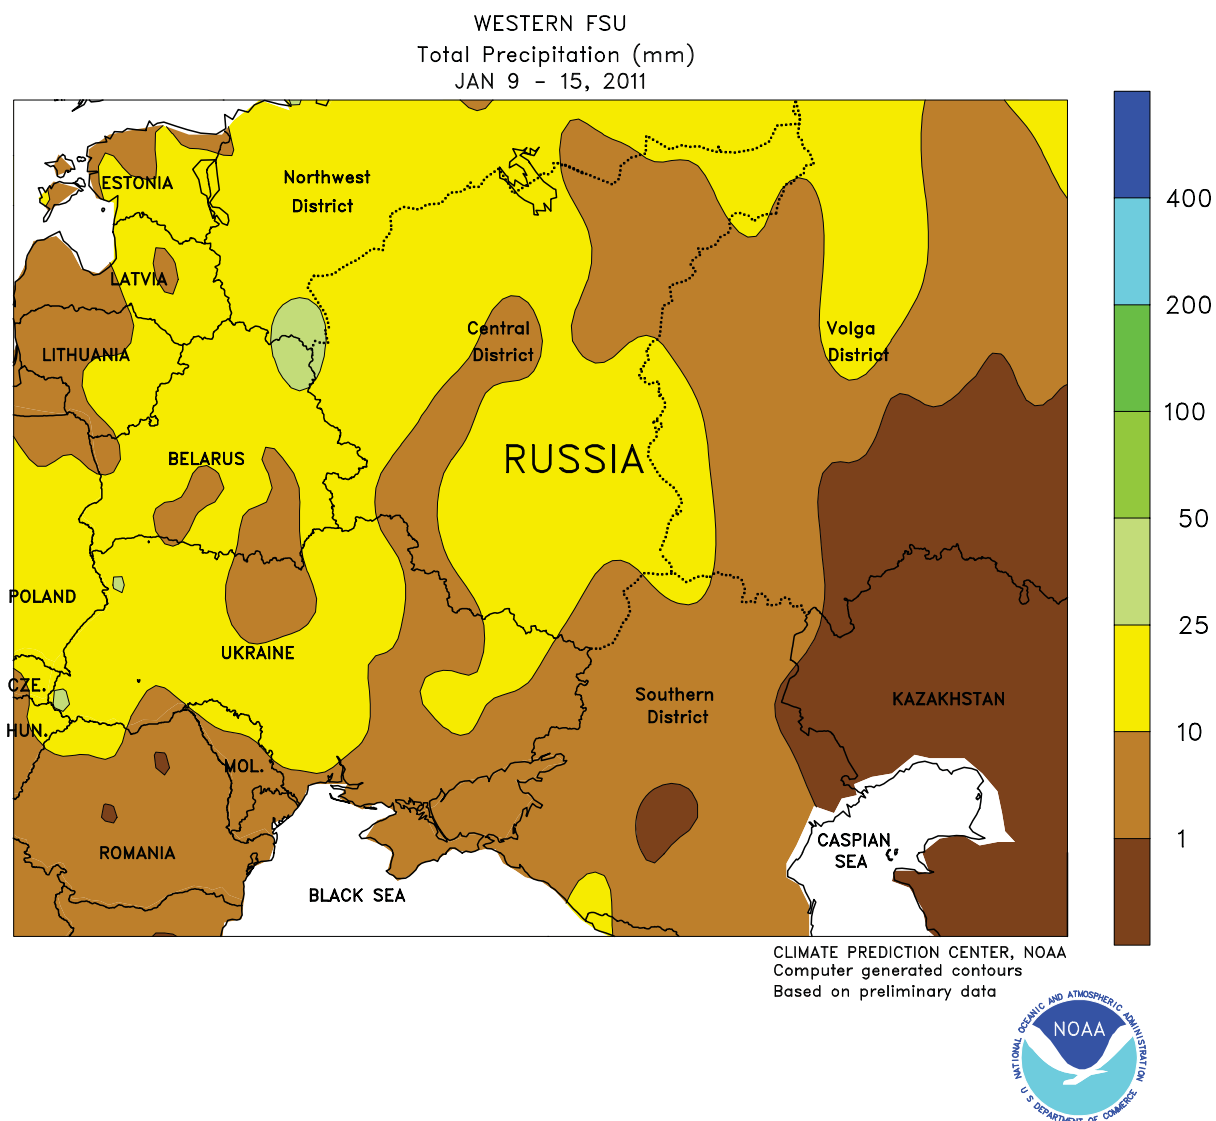 WESTERN FSU
Total Precipitation (mm)
JAN 9 - 15, 2011
ESTONIA
Northwest
District
LATVIA
LITHUANIA
Central
District
Volga
District
BELARUS
RUSSIA
POLAND
UKRAINE
CZE.
HUN.
Southern
District
KAZAKHSTAN
MOL.
ROMANIA
CASPIAN
SEA
BLACK SEA
400
200
100
50
25
10
1
CLIMATE PREDICTION CENTER, NOAA
Computer generated contours
Based on preliminary data
NATIONAL OCEANIC AND ATMOSPHERIC ADMINISTRATION
NOAA
U S DEPARTMENT OF COMMERCE